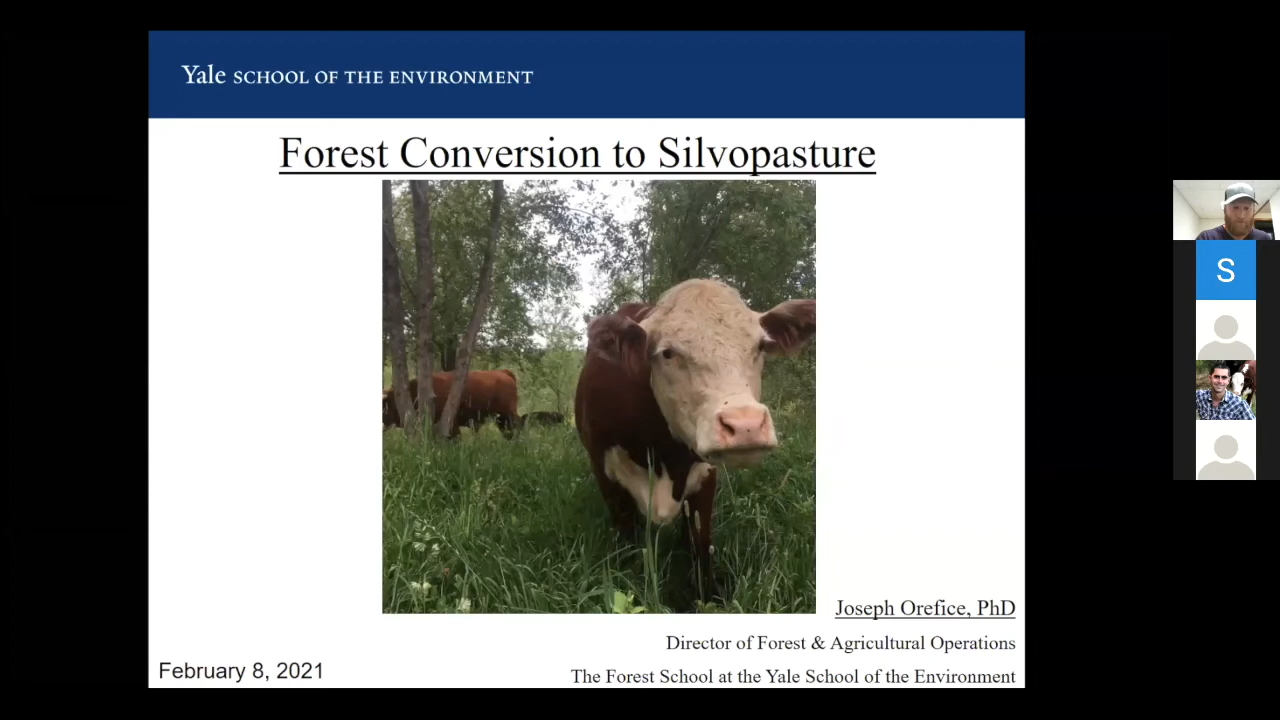 Yale SCHOOL OF THE ENVIRONMENT
Forest Conversion to Silvopasture
S
Joseph Orefice, PhD
Director of Forest & Agricultural Operations
February 8, 2021
The Forest School at the Yale School of the Environment